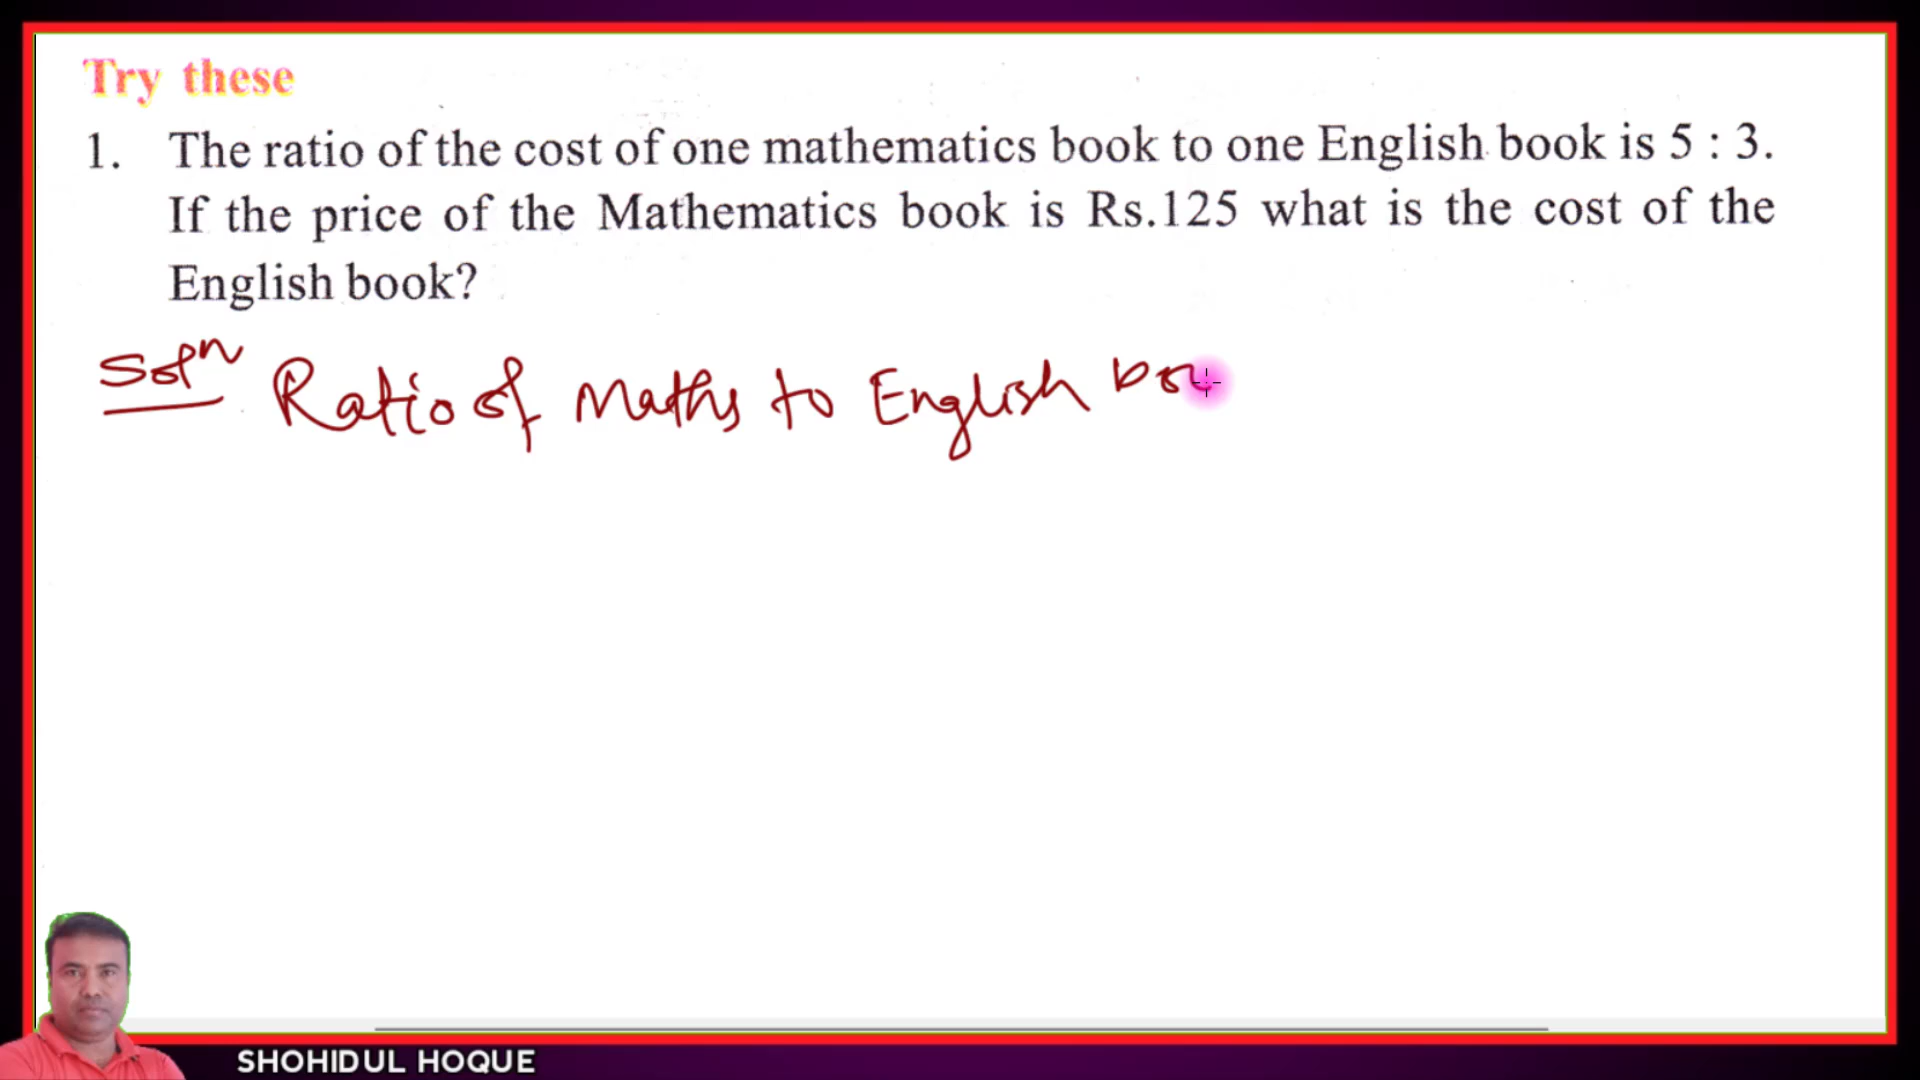 Try these
1. The ratio of the cost of one mathematics book to one English book is 5 : 3.
If the price of the Mathematics book is Rs.125 what is the cost of the
English book?
Soln Ratio of Maths to English bo
SHOHIDUL HOQUE